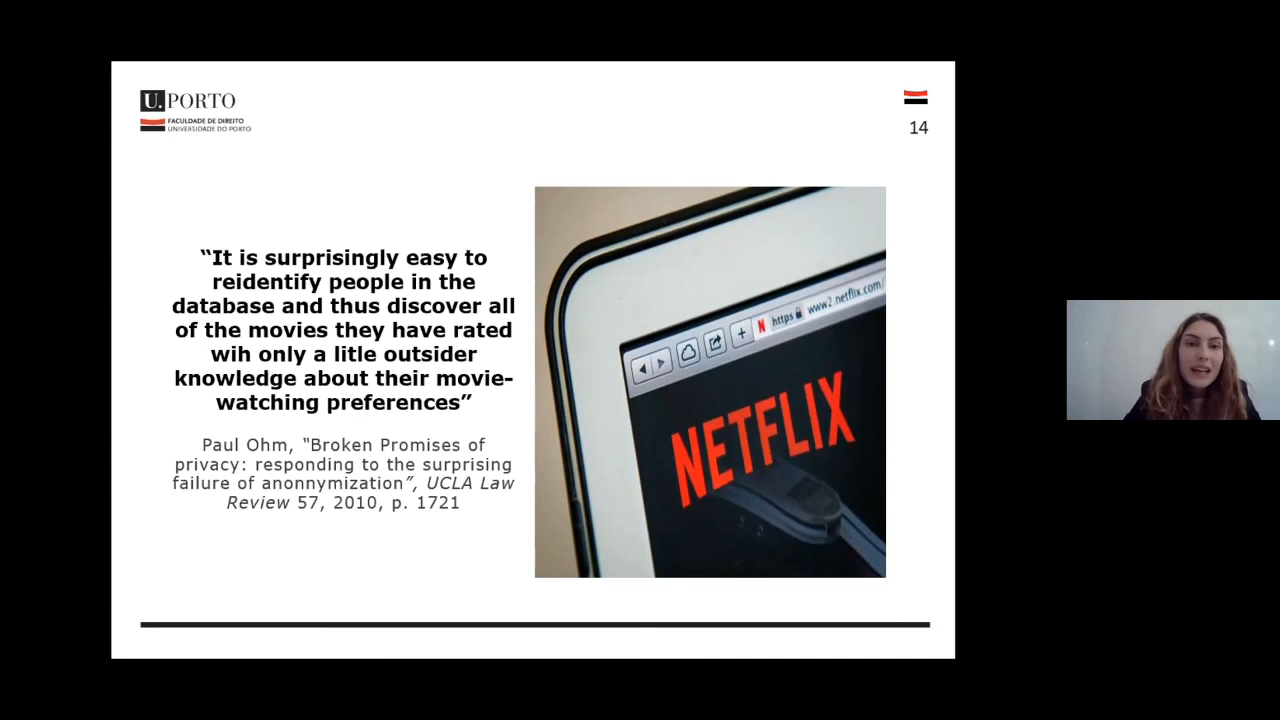 U. PORTO
FACULDADE DE DIREITO
UNIVERSIDADE DO PORTO
14
“It is surprisingly easy to
reidentify people in the
database and thus discover all
of the movies they have rated
wih only a litle outsider
knowledge about their movie-
watching preferences”
Paul Ohm, “Broken Promises of
privacy: responding to the surprising
failure of anonnymization”, UCLA Law
Review 57, 2010, p. 1721
N https www2.netflix.com/
NETFLIX